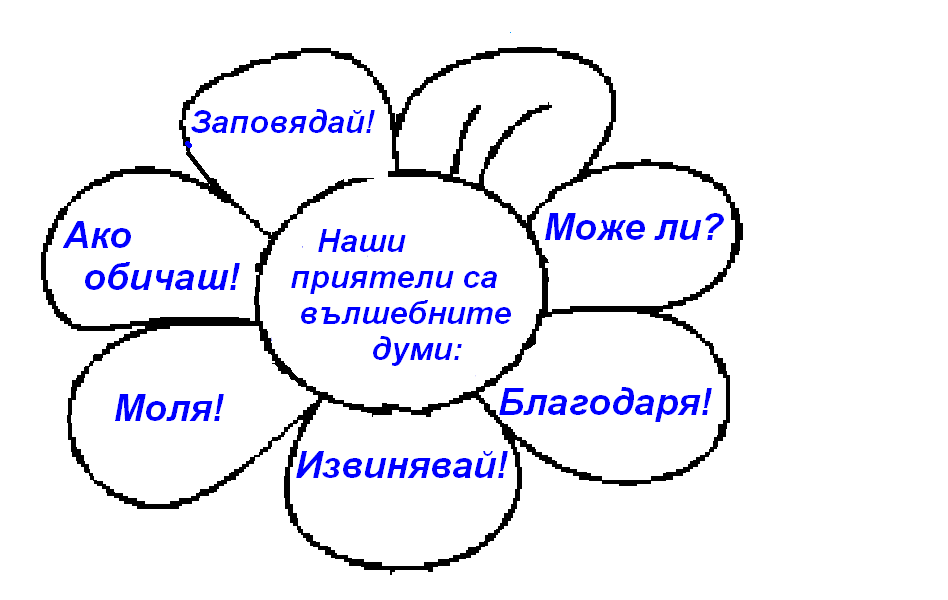 Заповядай!
Ако
обичаш!
Може ли?
Наши
приятели са
вълшебните
думи:
Моля!
Благодаря!
Извинявай!